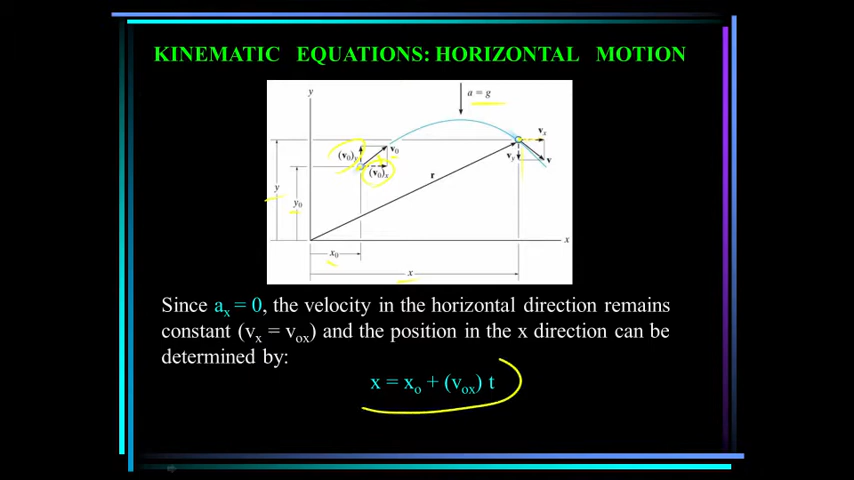 KINEMATIC EQUATIONS: HORIZONTAL MOTION
y
a = g
vₓ
(v₀)ᵧ
v₀
(v₀)ₓ
vᵧ
v
r
y
y₀
x
x₀
x
Since aₓ = 0, the velocity in the horizontal direction remains
constant (vₓ = vₒₓ) and the position in the x direction can be
determined by:
x = xₒ + (vₒₓ) t